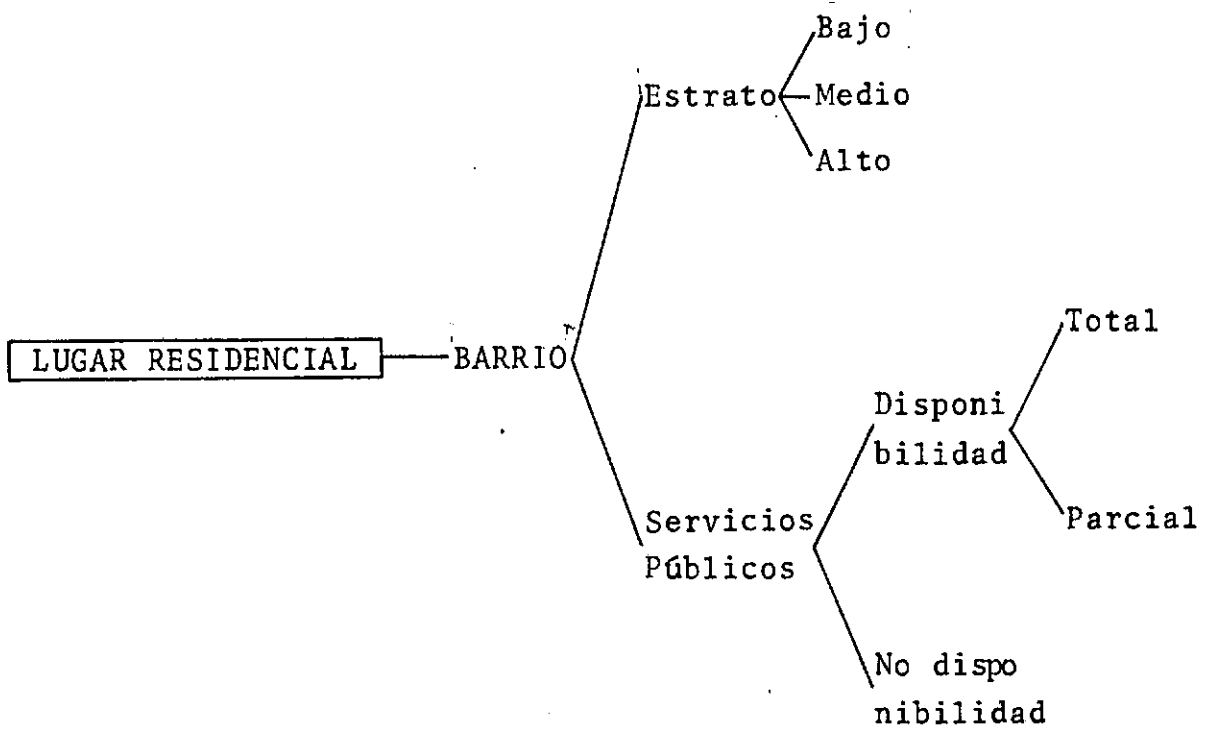 Bajo
Estrato Medio
Alto
LUGAR RESIDENCIAL BARRIO
Total
Disponi
bilidad
Parcial
Servicios
Públicos
No dispo
nibilidad